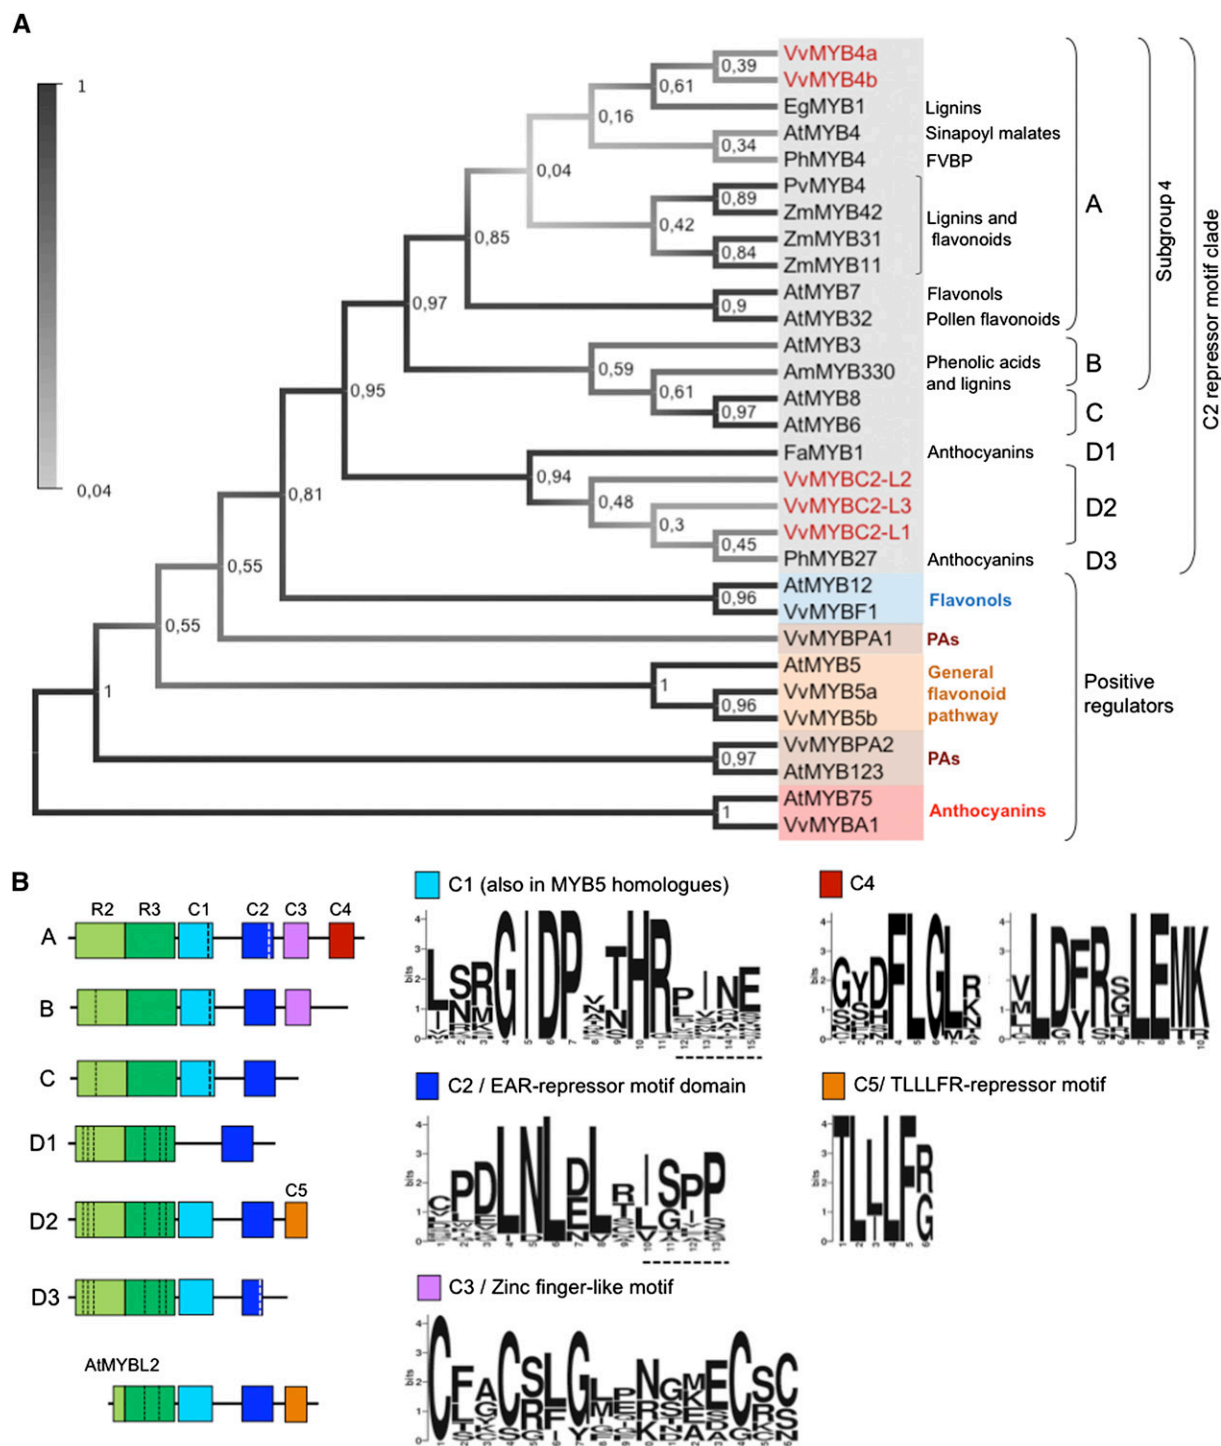 A
1
0,04
VvMYB4a
0,39
VvMYB4b
0,61
EgMYB1 Lignins
0,16
AtMYB4 Sinapoyl malates
0,34
PhMYB4 FVBP
0,04
PvMYB4
0,89
ZmMYB42
0,42
Lignins and
flavonoids
ZmMYB31
0,84
ZmMYB11
0,85
AtMYB7 Flavonols
0,9
AtMYB32 Pollen flavonoids
A
0,97
AtMYB3
0,59
AmMYB330
Phenolic acids
and lignins
B
0,61
AtMYB8
0,97
AtMYB6
C
Subgroup 4
0,95
FaMYB1 Anthocyanins D1
0,94
VvMYBC2-L2
0,48
VvMYBC2-L3
0,3
VvMYBC2-L1
D2
0,45
PhMYB27 Anthocyanins D3
C2 repressor motif clade
0,81
AtMYB12
0,96
VvMYBF1
Flavonols
0,55
VvMYBPA1 PAs
0,55
AtMYB5
1
VvMYB5a
0,96
VvMYB5b
General
flavonoid
pathway
Positive
regulators
1
VvMYBPA2
0,97
AtMYB123
PAs
AtMYB75
1
VvMYBA1
Anthocyanins
B
R2 R3 C1 C2 C3 C4
A
B
C
D1
C5
D2
D3
AtMYBL2
C1 (also in MYB5 homologues)
C4
C2 / EAR-repressor motif domain
C5/ TLLLFR-repressor motif
C3 / Zinc finger-like motif